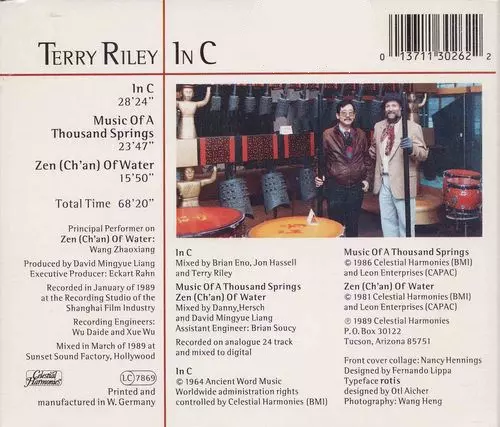 TERRY RILEY IN C
0 13711 30262 2
In C
28'24"
Music Of A
Thousand Springs
23'47"
Zen (Ch'an) Of Water
15'50"
Total Time 68'20"
Principal Performer on
Zen (Ch'an) Of Water:
Wang Zhaoxiang
Produced by David Mingyue Liang
Executive Producer: Eckart Rahn
Recorded in January of 1989
at the Recording Studio of the
Shanghai Film Industry
Recording Engineers:
Wu Daide and Xue Wu
Mixed in March of 1989 at
Sunset Sound Factory, Hollywood
Celestial
Harmonies
LC 7869
Printed and
manufactured in W. Germany
In C
Mixed by Brian Eno, Jon Hassell
and Terry Riley
Music Of A Thousand Springs
Zen (Ch'an) Of Water
Mixed by Danny Hersch
and David Mingyue Liang
Assistant Engineer: Brian Soucy
Recorded on analogue 24 track
and mixed to digital
In C
© 1964 Ancient Word Music
Worldwide administration rights
controlled by Celestial Harmonies (BMI)
Music Of A Thousand Springs
© 1986 Celestial Harmonies (BMI)
and Leon Enterprises (CAPAC)
Zen (Ch'an) Of Water
© 1981 Celestial Harmonies (BMI)
and Leon Enterprises (CAPAC)
℗ 1989 Celestial Harmonies
P.O. Box 30122
Tucson, Arizona 85751
Front cover collage: Nancy Hennings
Designed by Fernando Lippa
Typeface rotis
designed by Otl Aicher
Photography: Wang Heng